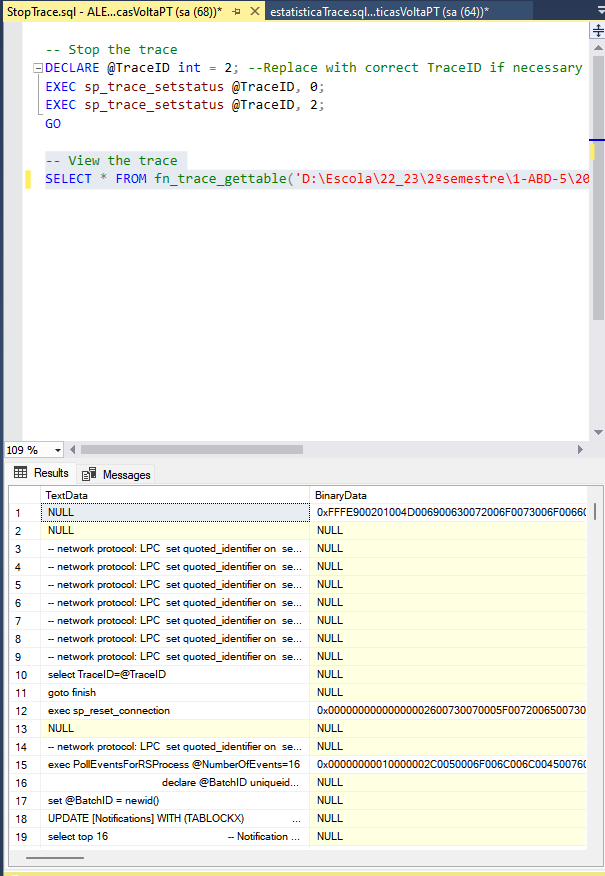 StopTrace.sql - ALE...casVoltaPT (sa (68))*
estatisticaTrace.sql...ticasVoltaPT (sa (64))*
-- Stop the trace
DECLARE @TraceID int = 2; --Replace with correct TraceID if necessary
EXEC sp_trace_setstatus @TraceID, 0;
EXEC sp_trace_setstatus @TraceID, 2;
GO
-- View the trace
SELECT * FROM fn_trace_gettable('D:\Escola\22_23\2ºsemestre\1-ABD-5\20
109 %
Results Messages
TextData BinaryData
1 NULL 0xFFFE900201004D006900630072006F0073006F00660
2 NULL NULL
3 -- network protocol: LPC set quoted_identifier on se... NULL
4 -- network protocol: LPC set quoted_identifier on se... NULL
5 -- network protocol: LPC set quoted_identifier on se... NULL
6 -- network protocol: LPC set quoted_identifier on se... NULL
7 -- network protocol: LPC set quoted_identifier on se... NULL
8 -- network protocol: LPC set quoted_identifier on se... NULL
9 -- network protocol: LPC set quoted_identifier on se... NULL
10 select TraceID=@TraceID NULL
11 goto finish NULL
12 exec sp_reset_connection 0x00000000000000002600730070005F0072006500730
13 NULL NULL
14 -- network protocol: LPC set quoted_identifier on se... NULL
15 exec PollEventsForRSProcess @NumberOfEvents=16 0x00000000010000002C0050006F006C006C004500760
16 declare @BatchID uniqueid... NULL
17 set @BatchID = newid() NULL
18 UPDATE [Notifications] WITH (TABLOCKX) ... NULL
19 select top 16 -- Notification ... NULL